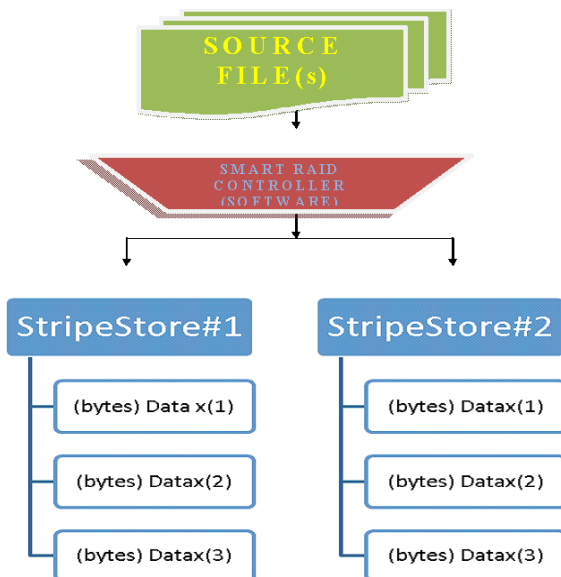 SOURCE
FILE(s)
SMART RAID
CONTROLLER
(SOFTWARE)
StripeStore#1
StripeStore#2
(bytes) Data x(1)
(bytes) Datax(1)
(bytes) Datax(2)
(bytes) Datax(2)
(bytes) Datax(3)
(bytes) Datax(3)